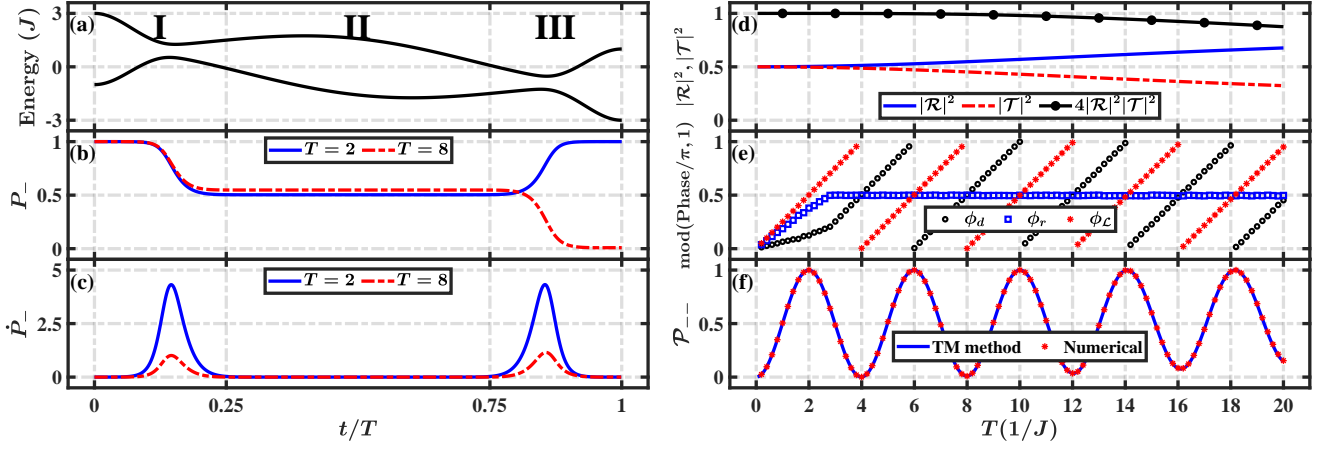 (a)
I
II
III
Energy (J)
3
0
-3
(b)
T = 2
T = 8
P_
1
0.5
0
(c)
T = 2
T = 8
Ṗ_
5
2.5
0
0
0.25
0.75
1
t/T
(d)
|R|², |T|²
1
0.5
0
|R|²
|T|²
4|R|²|T|²
(e)
mod(Phase/π, 1)
1
0.5
0
ϕ_d
ϕ_r
ϕ_L
(f)
P_−−
1
0.5
0
TM method
Numerical
0
2
4
6
8
10
12
14
16
18
20
T(1/J)